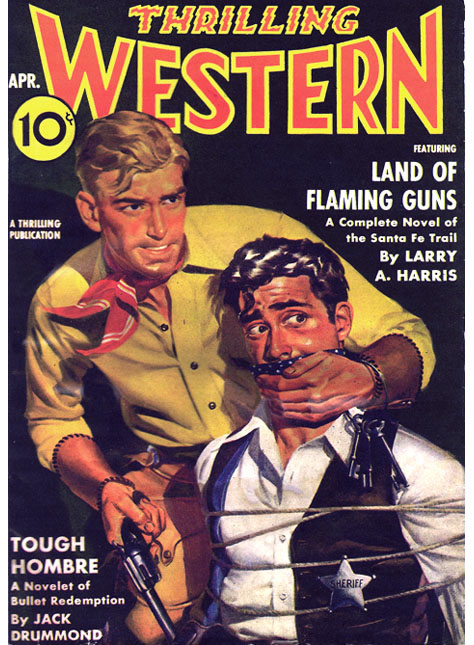 THRILLING
WESTERN
APR.
10¢
FEATURING
LAND OF
FLAMING GUNS
A Complete Novel of
the Santa Fe Trail
By LARRY
A. HARRIS
A THRILLING
PUBLICATION
TOUGH
HOMBRE
A Novelet of
Bullet Redemption
By JACK
DRUMMOND
SHERIFF